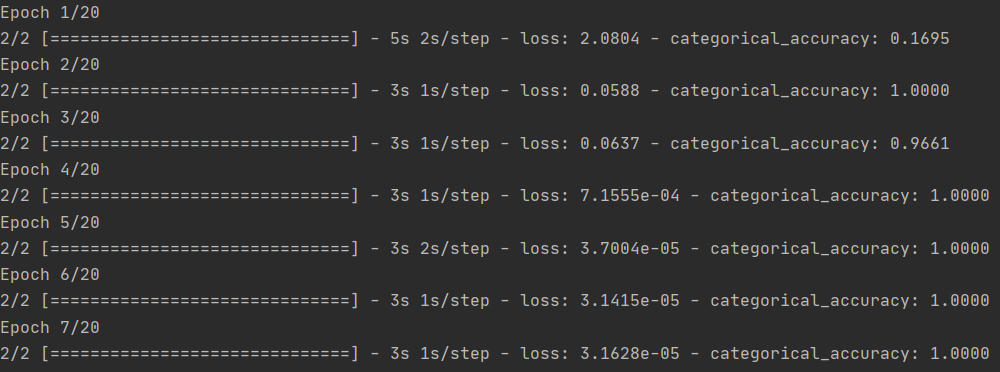 Epoch 1/20
2/2 [==============================] - 5s 2s/step - loss: 2.0804 - categorical_accuracy: 0.1695
Epoch 2/20
2/2 [==============================] - 3s 1s/step - loss: 0.0588 - categorical_accuracy: 1.0000
Epoch 3/20
2/2 [==============================] - 3s 1s/step - loss: 0.0637 - categorical_accuracy: 0.9661
Epoch 4/20
2/2 [==============================] - 3s 1s/step - loss: 7.1555e-04 - categorical_accuracy: 1.0000
Epoch 5/20
2/2 [==============================] - 3s 2s/step - loss: 3.7004e-05 - categorical_accuracy: 1.0000
Epoch 6/20
2/2 [==============================] - 3s 1s/step - loss: 3.1415e-05 - categorical_accuracy: 1.0000
Epoch 7/20
2/2 [==============================] - 3s 1s/step - loss: 3.1628e-05 - categorical_accuracy: 1.0000